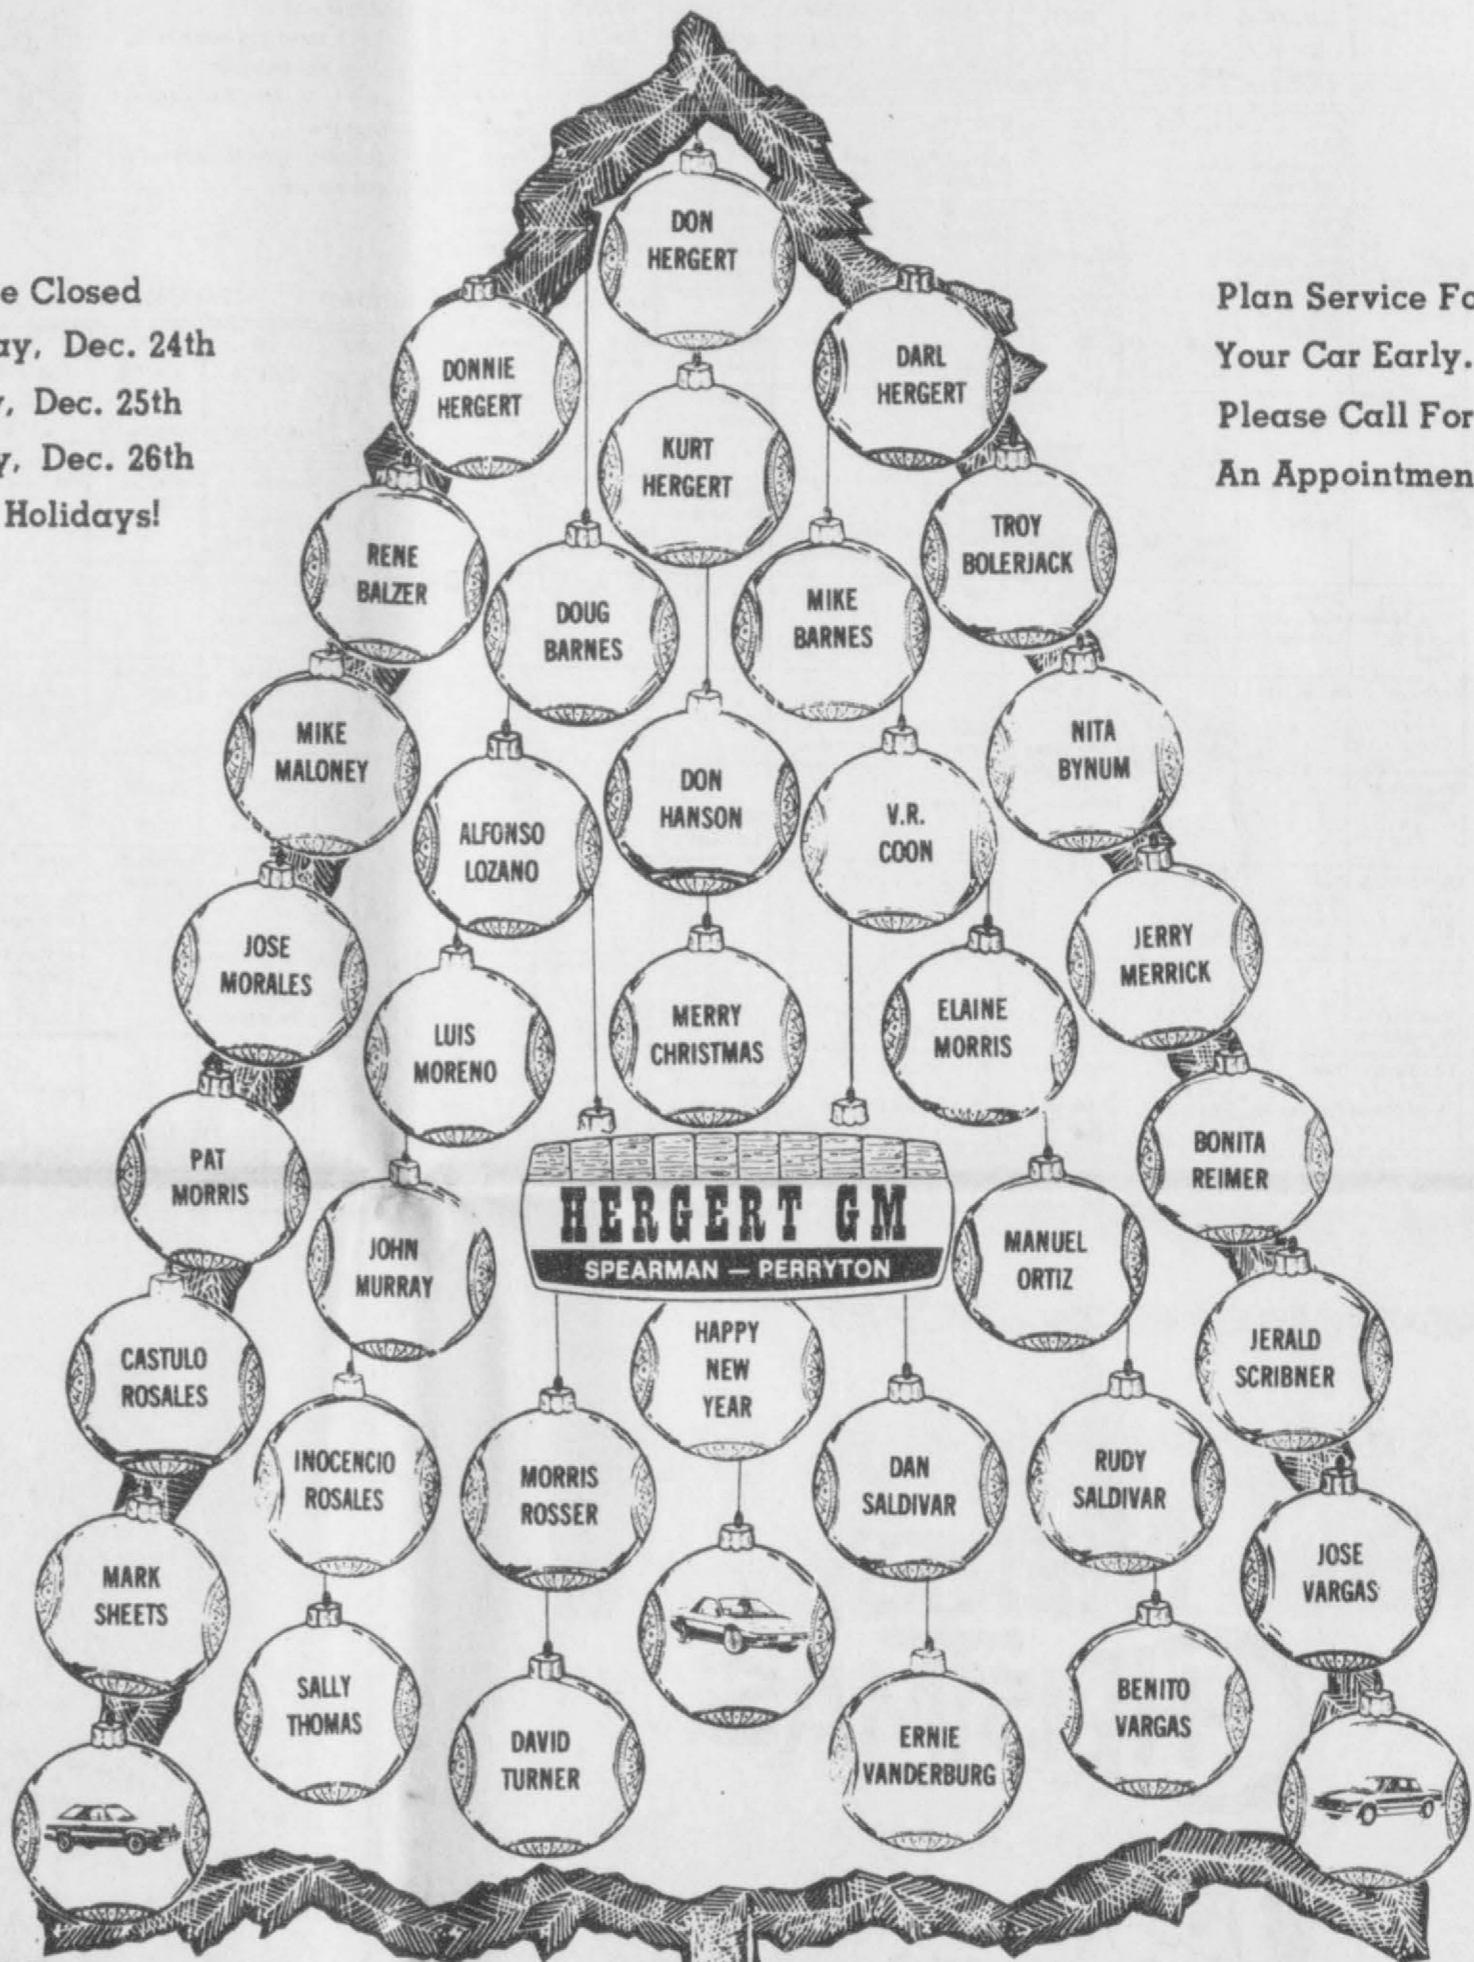 DON
HERGERT
e Closed
ay, Dec. 24th
y, Dec. 25th
y, Dec. 26th
Holidays!
Plan Service Fo
Your Car Early.
Please Call For
An Appointmen
DONNIE
HERGERT
DARL
HERGERT
KURT
HERGERT
RENE
BALZER
TROY
BOLERJACK
DOUG
BARNES
MIKE
BARNES
MIKE
MALONEY
NITA
BYNUM
ALFONSO
LOZANO
DON
HANSON
V.R.
COON
JOSE
MORALES
JERRY
MERRICK
LUIS
MORENO
MERRY
CHRISTMAS
ELAINE
MORRIS
PAT
MORRIS
BONITA
REIMER
HERGERT GM
SPEARMAN — PERRYTON
JOHN
MURRAY
MANUEL
ORTIZ
CASTULO
ROSALES
HAPPY
NEW
YEAR
JERALD
SCRIBNER
INOCENCIO
ROSALES
MORRIS
ROSSER
DAN
SALDIVAR
RUDY
SALDIVAR
MARK
SHEETS
JOSE
VARGAS
SALLY
THOMAS
DAVID
TURNER
ERNIE
VANDERBURG
BENITO
VARGAS